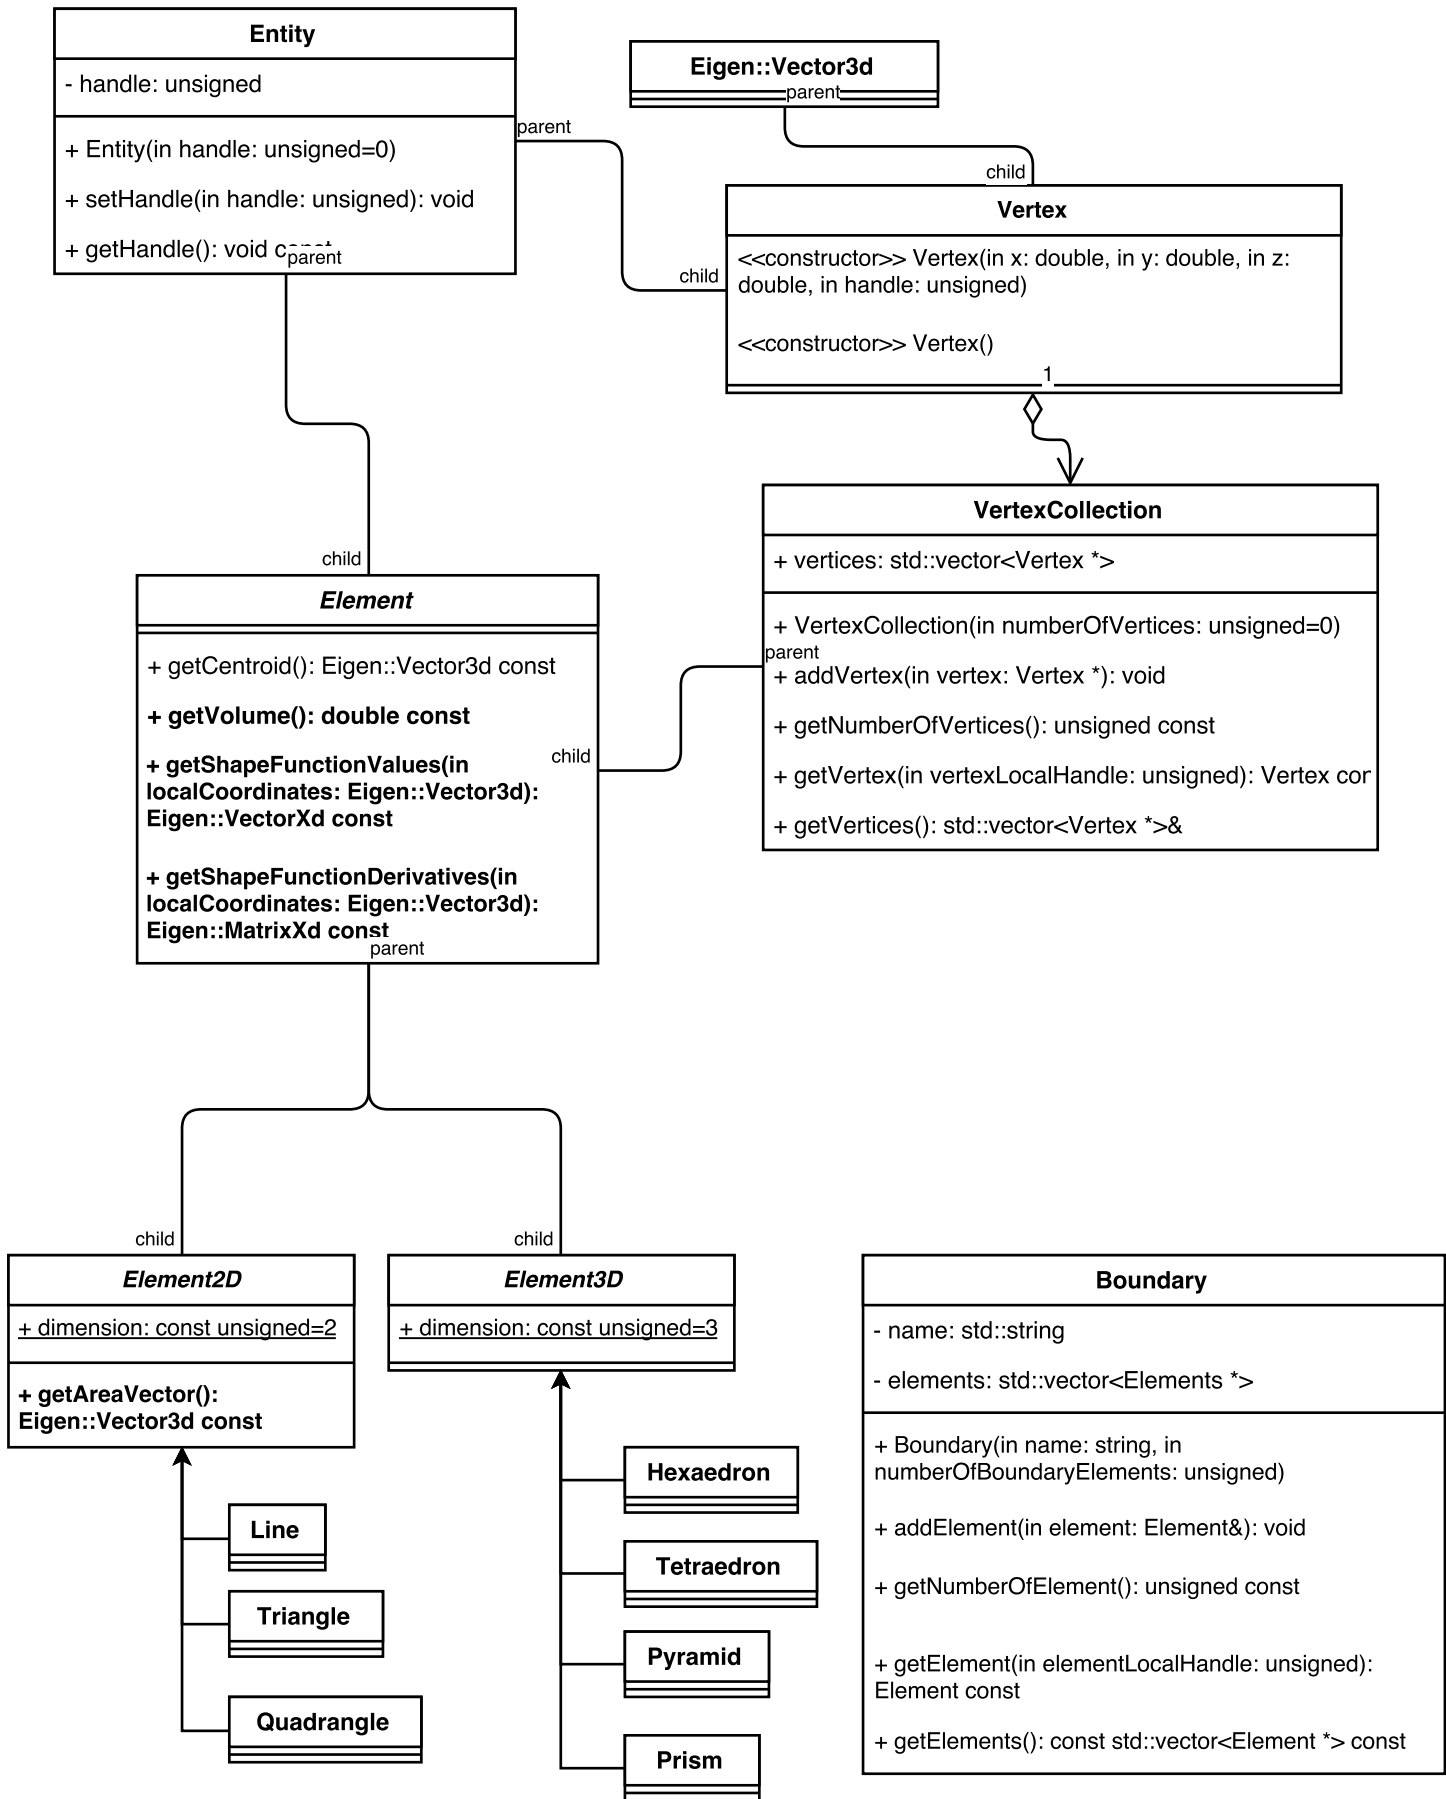 Entity
- handle: unsigned
+ Entity(in handle: unsigned=0)
+ setHandle(in handle: unsigned): void
+ getHandle(): void const
parent
parent
child
Eigen::Vector3d
parent
child
Vertex
<<constructor>> Vertex(in x: double, in y: double, in z:
double, in handle: unsigned)
<<constructor>> Vertex()
1
VertexCollection
+ vertices: std::vector<Vertex *>
+ VertexCollection(in numberOfVertices: unsigned=0)
parent
+ addVertex(in vertex: Vertex *): void
+ getNumberOfVertices(): unsigned const
+ getVertex(in vertexLocalHandle: unsigned): Vertex cor
+ getVertices(): std::vector<Vertex *>&
child
Element
+ getCentroid(): Eigen::Vector3d const
+ getVolume(): double const
+ getShapeFunctionValues(in
localCoordinates: Eigen::Vector3d):
Eigen::VectorXd const
child
+ getShapeFunctionDerivatives(in
localCoordinates: Eigen::Vector3d):
Eigen::MatrixXd const
parent
child
Element2D
+ dimension: const unsigned=2
+ getAreaVector():
Eigen::Vector3d const
Line
Triangle
Quadrangle
child
Element3D
+ dimension: const unsigned=3
Hexaedron
Tetraedron
Pyramid
Prism
Boundary
- name: std::string
- elements: std::vector<Elements *>
+ Boundary(in name: string, in
numberOfBoundaryElements: unsigned)
+ addElement(in element: Element&): void
+ getNumberOfElement(): unsigned const
+ getElement(in elementLocalHandle: unsigned):
Element const
+ getElements(): const std::vector<Element *> const